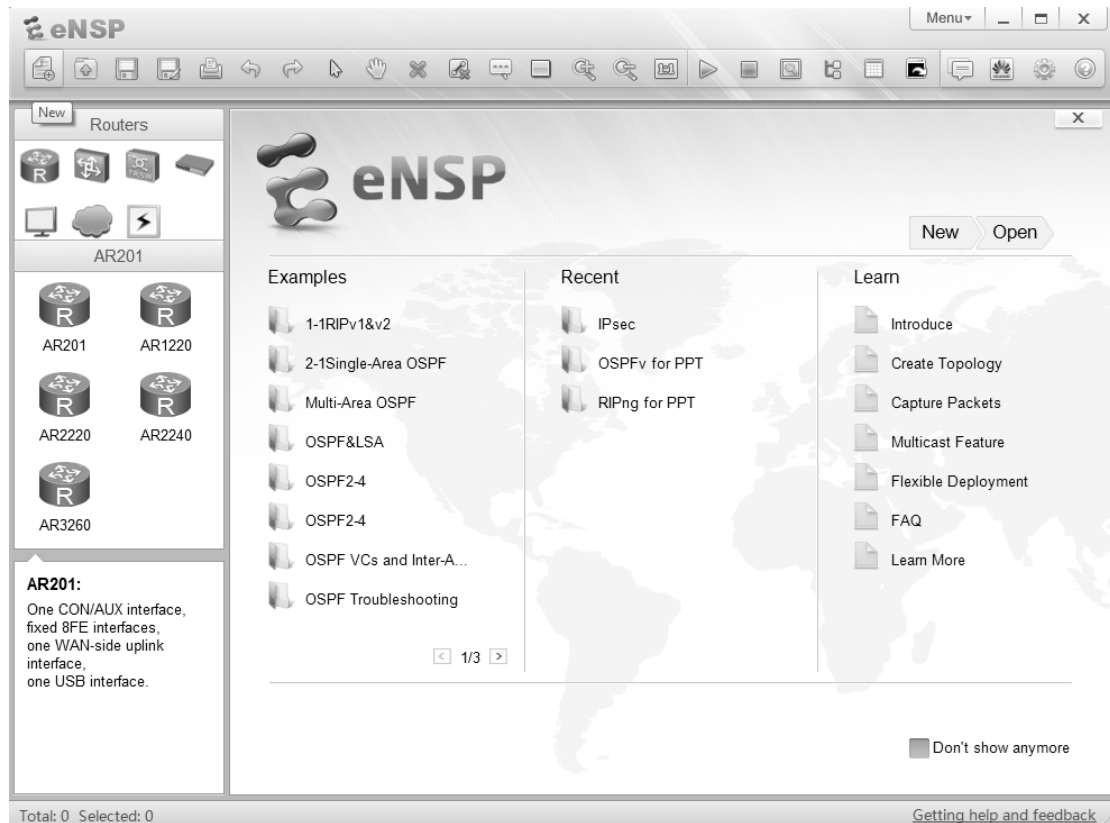 eNSP
Menu
New
Routers
R
FRSW
AR201
R
R
AR201
AR1220
R
R
AR2220
AR2240
R
AR3260
AR201:
One CON/AUX interface,
fixed 8FE interfaces,
one WAN-side uplink
interface,
one USB interface.
eNSP
New
Open
Examples
1-1RIPv1&v2
2-1Single-Area OSPF
Multi-Area OSPF
OSPF&LSA
OSPF2-4
OSPF2-4
OSPF VCs and Inter-A...
OSPF Troubleshooting
< 1/3 >
Recent
IPsec
OSPFv for PPT
RIPng for PPT
Learn
Introduce
Create Topology
Capture Packets
Multicast Feature
Flexible Deployment
FAQ
Learn More
Don't show anymore
Total: 0 Selected: 0
Getting help and feedback